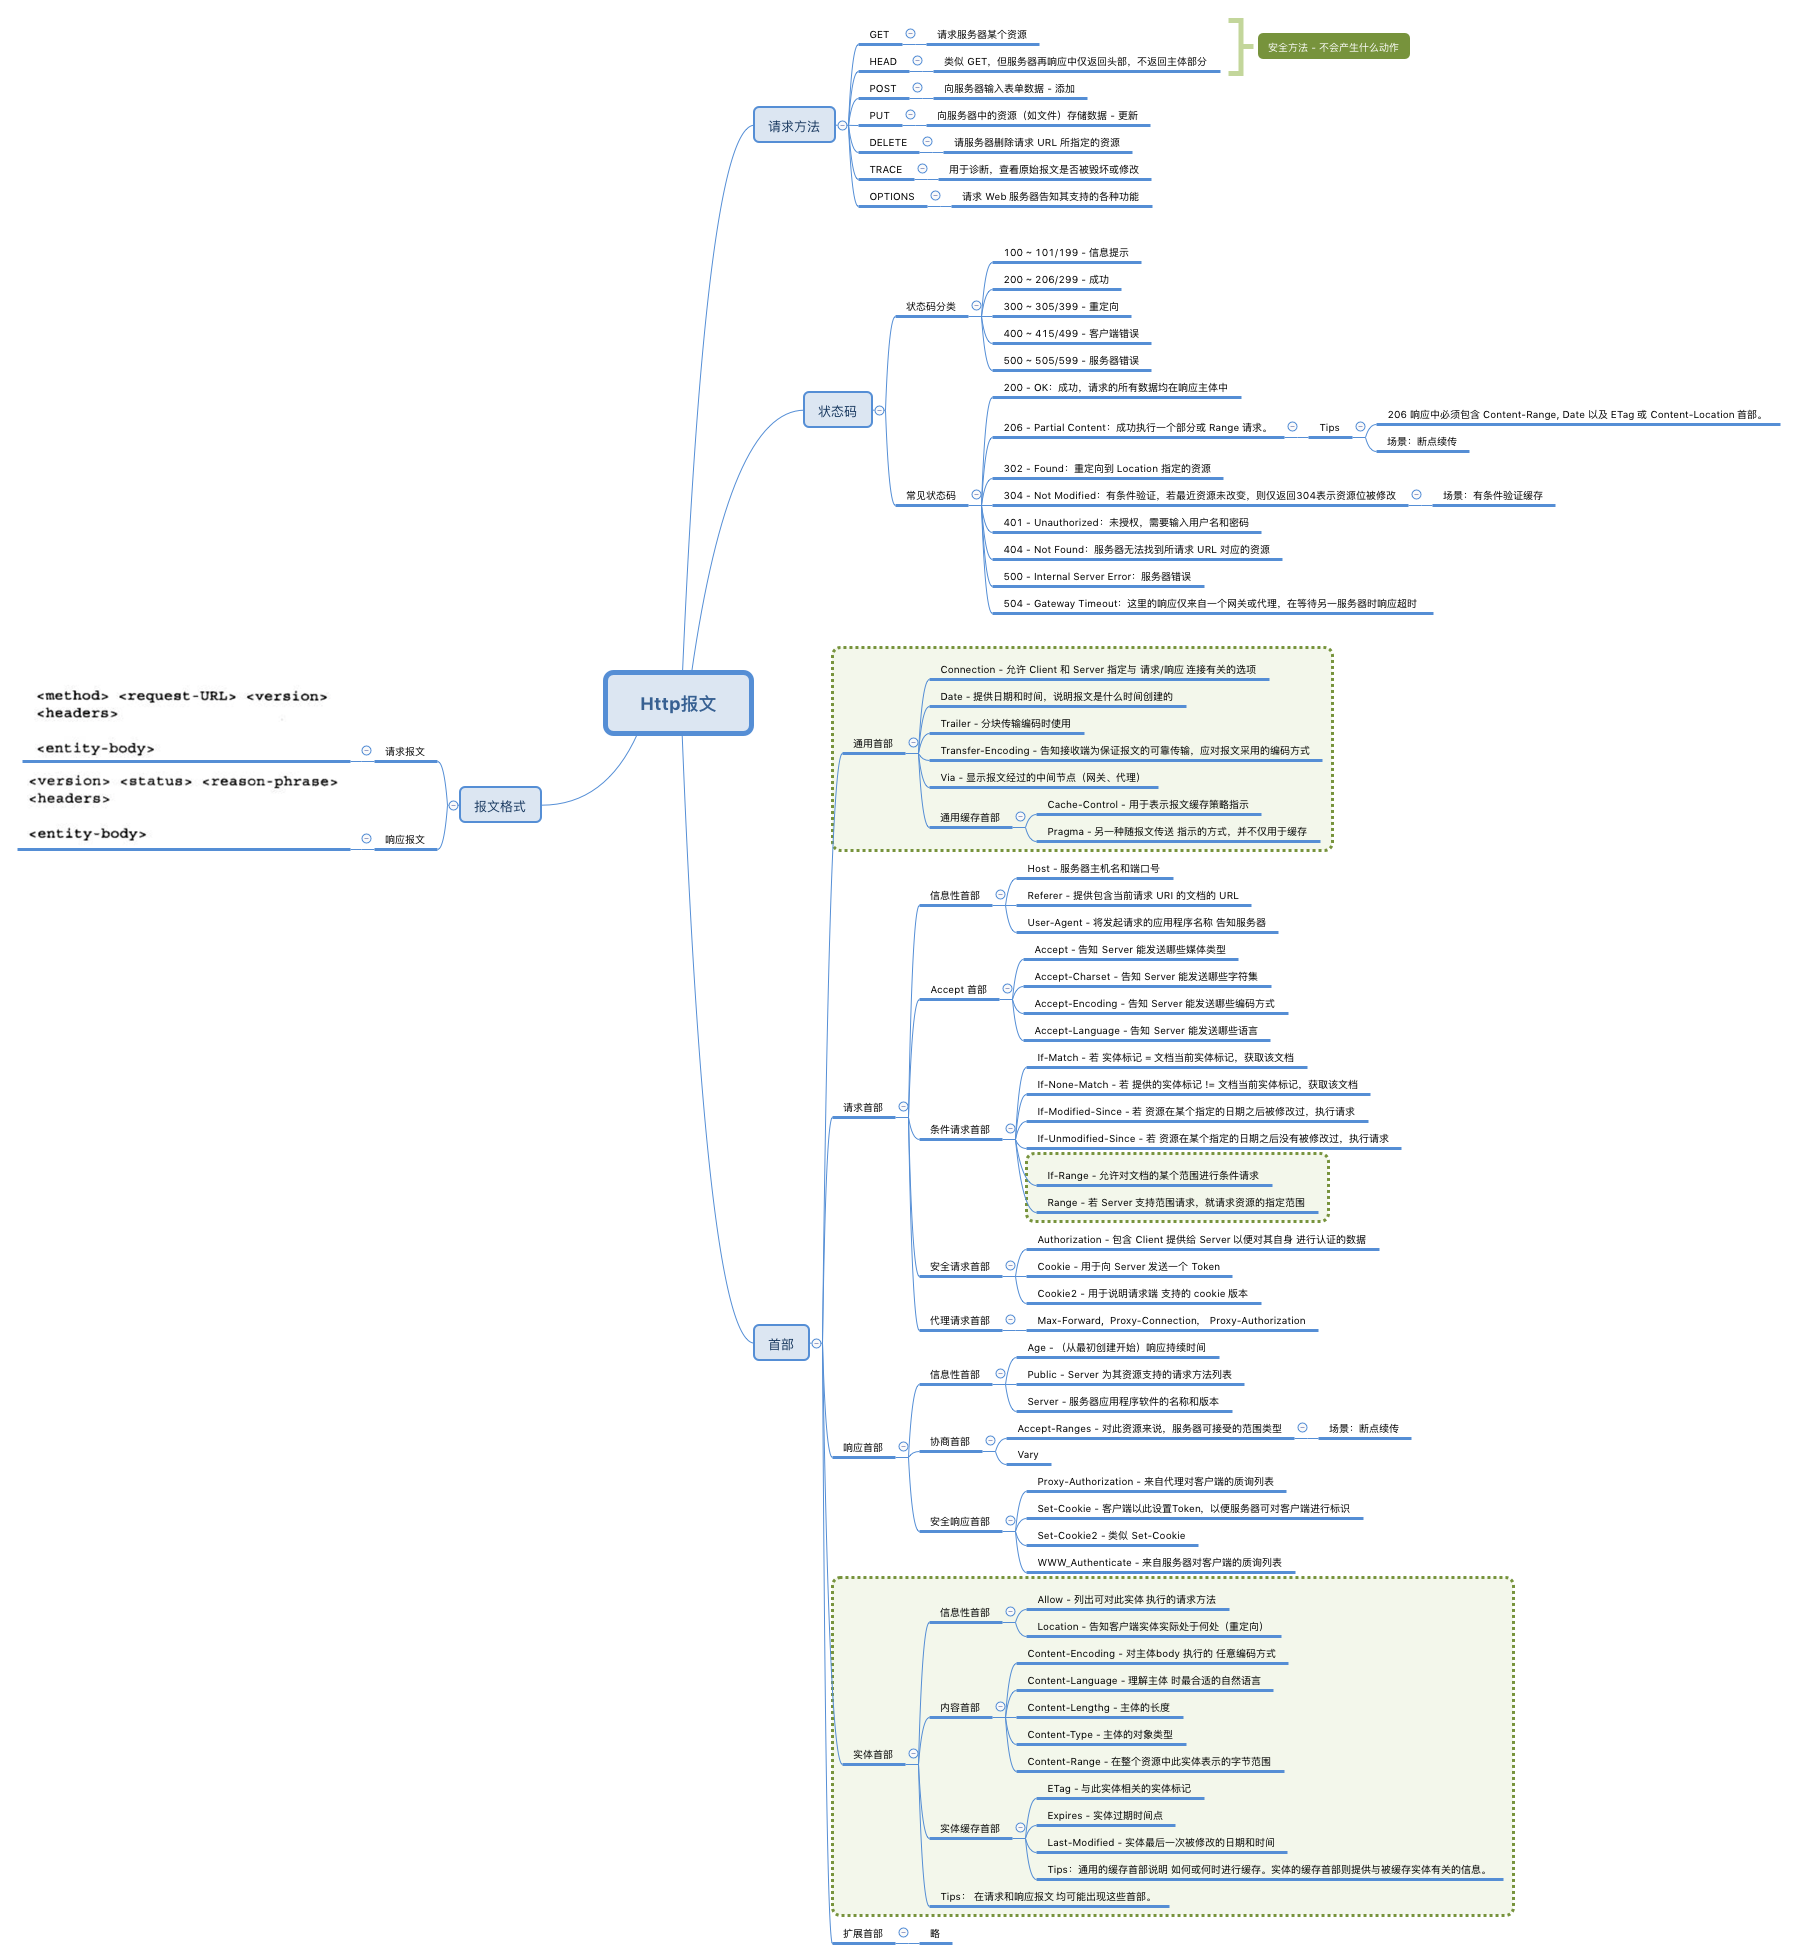 Http报文
请求方法
GET
请求服务器某个资源
HEAD
类似 GET，但服务器再响应中仅返回头部，不返回主体部分
安全方法 - 不会产生什么动作
POST
向服务器输入表单数据 - 添加
PUT
向服务器中的资源（如文件）存储数据 - 更新
DELETE
请服务器删除请求 URL 所指定的资源
TRACE
用于诊断，查看原始报文是否被毁坏或修改
OPTIONS
请求 Web 服务器告知其支持的各种功能
状态码
状态码分类
100 ~ 101/199 - 信息提示
200 ~ 206/299 - 成功
300 ~ 305/399 - 重定向
400 ~ 415/499 - 客户端错误
500 ~ 505/599 - 服务器错误
常见状态码
200 - OK：成功，请求的所有数据均在响应主体中
206 - Partial Content：成功执行一个部分或 Range 请求。
Tips
206 响应中必须包含 Content-Range, Date 以及 ETag 或 Content-Location 首部。
场景：断点续传
302 - Found：重定向到 Location 指定的资源
304 - Not Modified：有条件验证，若最近资源未改变，则仅返回304表示资源位被修改
场景：有条件验证缓存
401 - Unauthorized：未授权，需要输入用户名和密码
404 - Not Found：服务器无法找到所请求 URL 对应的资源
500 - Internal Server Error：服务器错误
504 - Gateway Timeout：这里的响应仅来自一个网关或代理，在等待另一服务器时响应超时
报文格式
请求报文
<method> <request-URL> <version>
<headers>
<entity-body>
响应报文
<version> <status> <reason-phrase>
<headers>
<entity-body>
首部
通用首部
Connection - 允许 Client 和 Server 指定与 请求/响应 连接有关的选项
Date - 提供日期和时间，说明报文是什么时间创建的
Trailer - 分块传输编码时使用
Transfer-Encoding - 告知接收端为保证报文的可靠传输，应对报文采用的编码方式
Via - 显示报文经过的中间节点（网关、代理）
通用缓存首部
Cache-Control - 用于表示报文缓存策略指示
Pragma - 另一种随报文传送 指示的方式，并不仅用于缓存
请求首部
信息性首部
Host - 服务器主机名和端口号
Referer - 提供包含当前请求 URI 的文档的 URL
User-Agent - 将发起请求的应用程序名称 告知服务器
Accept 首部
Accept - 告知 Server 能发送哪些媒体类型
Accept-Charset - 告知 Server 能发送哪些字符集
Accept-Encoding - 告知 Server 能发送哪些编码方式
Accept-Language - 告知 Server 能发送哪些语言
条件请求首部
If-Match - 若 实体标记 = 文档当前实体标记，获取该文档
If-None-Match - 若 提供的实体标记 != 文档当前实体标记，获取该文档
If-Modified-Since - 若 资源在某个指定的日期之后被修改过，执行请求
If-Unmodified-Since - 若 资源在某个指定的日期之后没有被修改过，执行请求
If-Range - 允许对文档的某个范围进行条件请求
Range - 若 Server 支持范围请求，就请求资源的指定范围
安全请求首部
Authorization - 包含 Client 提供给 Server 以便对其自身 进行认证的数据
Cookie - 用于向 Server 发送一个 Token
Cookie2 - 用于说明请求端 支持的 cookie 版本
代理请求首部
Max-Forward，Proxy-Connection， Proxy-Authorization
响应首部
信息性首部
Age - （从最初创建开始）响应持续时间
Public - Server 为其资源支持的请求方法列表
Server - 服务器应用程序软件的名称和版本
协商首部
Accept-Ranges - 对此资源来说，服务器可接受的范围类型
场景：断点续传
Vary
安全响应首部
Proxy-Authorization - 来自代理对客户端的质询列表
Set-Cookie - 客户端以此设置Token，以便服务器可对客户端进行标识
Set-Cookie2 - 类似 Set-Cookie
WWW_Authenticate - 来自服务器对客户端的质询列表
实体首部
信息性首部
Allow - 列出可对此实体 执行的请求方法
Location - 告知客户端实体实际处于何处（重定向）
内容首部
Content-Encoding - 对主体body 执行的 任意编码方式
Content-Language - 理解主体 时最合适的自然语言
Content-Lengthg - 主体的长度
Content-Type - 主体的对象类型
Content-Range - 在整个资源中此实体表示的字节范围
实体缓存首部
ETag - 与此实体相关的实体标记
Expires - 实体过期时间点
Last-Modified - 实体最后一次被修改的日期和时间
Tips：通用的缓存首部说明 如何或何时进行缓存。实体的缓存首部则提供与被缓存实体有关的信息。
Tips： 在请求和响应报文 均可能出现这些首部。
扩展首部
略